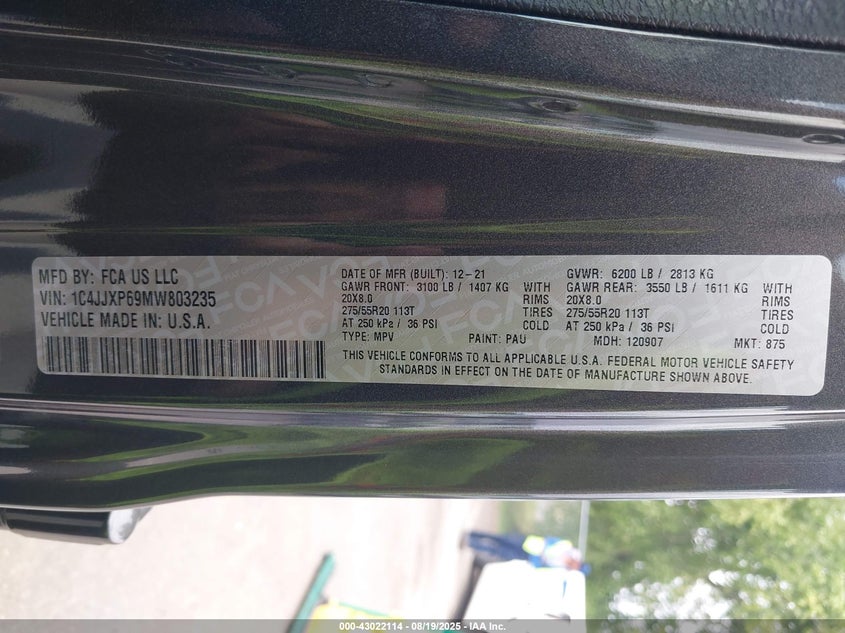 MFD BY: FCA US LLC
VIN: 1C4JJXP69MW803235
VEHICLE MADE IN: U.S.A.
DATE OF MFR (BUILT): 12-21 GVWR: 6200 LB / 2813 KG
GAWR FRONT: 3100 LB / 1407 KG WITH GAWR REAR: 3550 LB / 1611 KG WITH
20X8.0 RIMS 20X8.0 RIMS
275/55R20 113T TIRES 275/55R20 113T TIRES
AT 250 kPa / 36 PSI COLD AT 250 kPa / 36 PSI COLD
TYPE: MPV PAINT: PAU MDH: 120907 MKT: 875
THIS VEHICLE CONFORMS TO ALL APPLICABLE U.S.A. FEDERAL MOTOR VEHICLE SAFETY
STANDARDS IN EFFECT ON THE DATE OF MANUFACTURE SHOWN ABOVE.
000-43022114 - 08/19/2025 - IAA Inc.